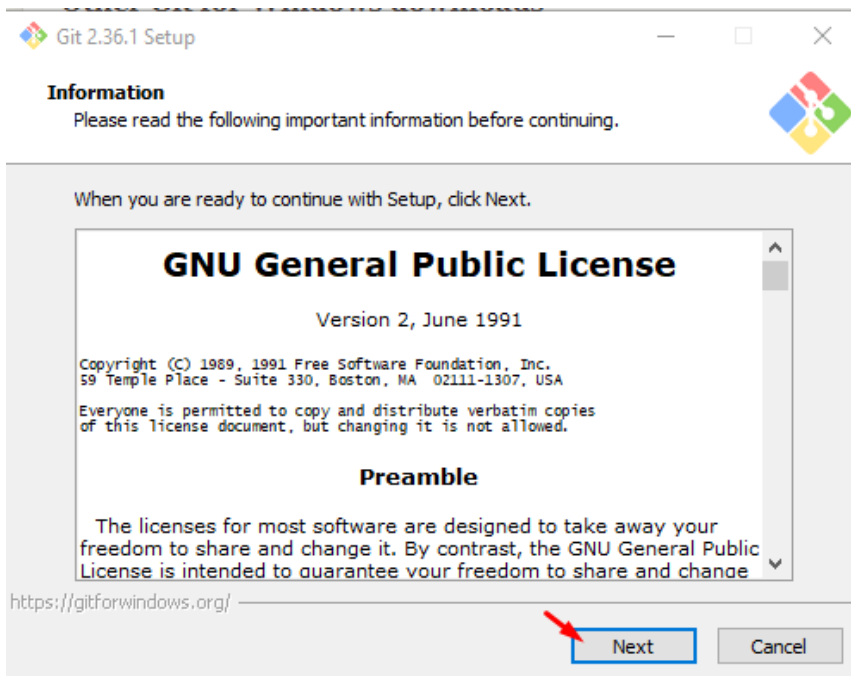 Other Git for Windows downloads
Git 2.36.1 Setup
Information
Please read the following important information before continuing.
When you are ready to continue with Setup, click Next.
GNU General Public License
Version 2, June 1991
Copyright (C) 1989, 1991 Free Software Foundation, Inc.
59 Temple Place - Suite 330, Boston, MA  02111-1307, USA
Everyone is permitted to copy and distribute verbatim copies
of this license document, but changing it is not allowed.
Preamble
The licenses for most software are designed to take away your
freedom to share and change it. By contrast, the GNU General Public
License is intended to guarantee your freedom to share and change
https://gitforwindows.org/
Next
Cancel